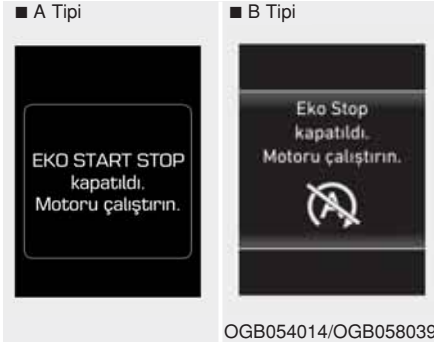 ■ A Tipi
EKO START STOP
kapatıldı.
Motoru çalıştırın.
■ B Tipi
Eko Stop
kapatıldı.
Motoru çalıştırın.
OGB054014/OGB058039